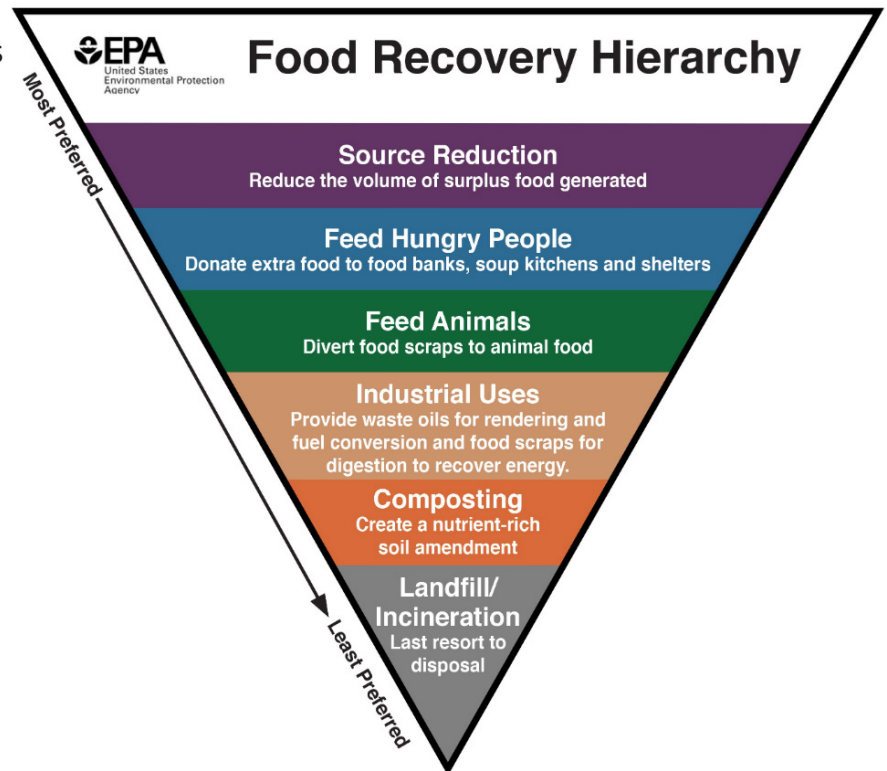 EPA
United States
Environmental Protection
Agency
Food Recovery Hierarchy
Most Preferred
Source Reduction
Reduce the volume of surplus food generated
Feed Hungry People
Donate extra food to food banks, soup kitchens and shelters
Feed Animals
Divert food scraps to animal food
Industrial Uses
Provide waste oils for rendering and
fuel conversion and food scraps for
digestion to recover energy.
Composting
Create a nutrient-rich
soil amendment
Landfill/
Incineration
Last resort to
disposal
Least Preferred